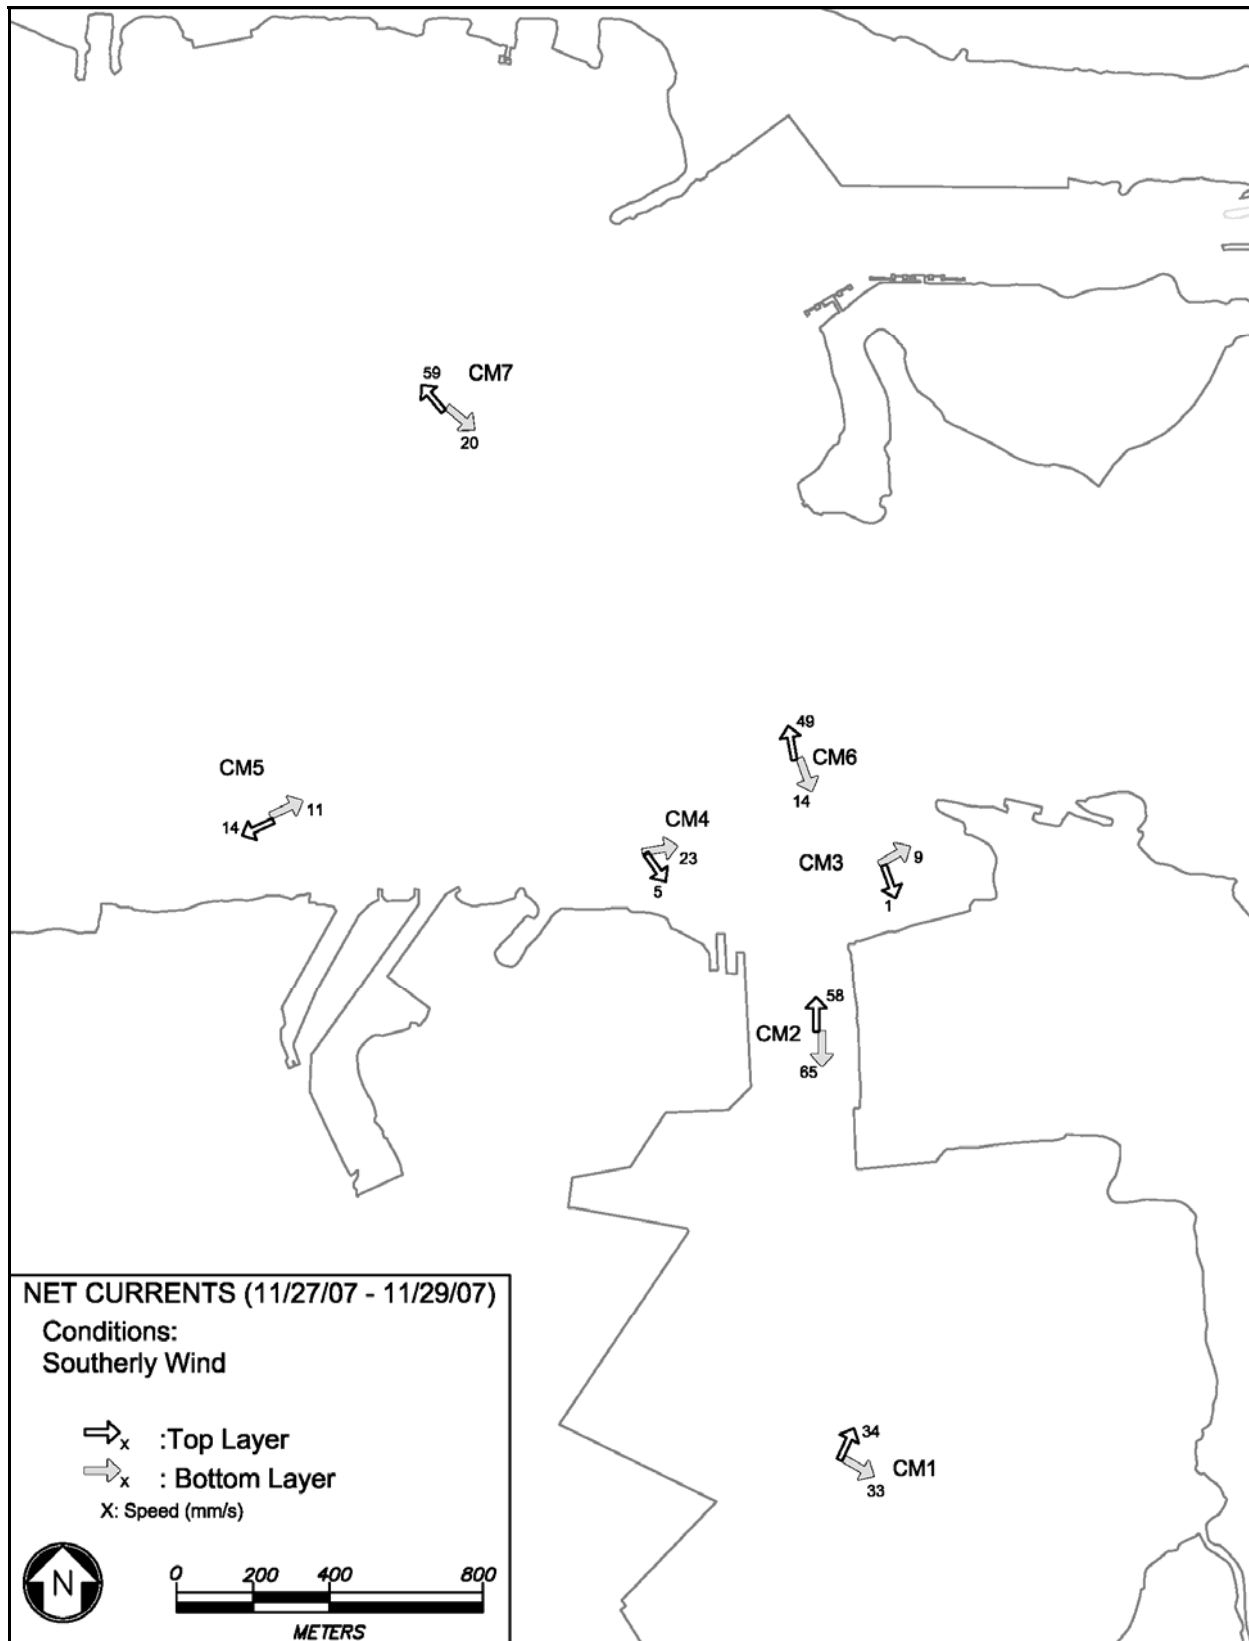 59
CM7
20
49
CM6
14
CM5
11
14
CM4
23
5
CM3
9
1
58
CM2
65
NET CURRENTS (11/27/07 - 11/29/07)
Conditions:
Southerly Wind
x :Top Layer
x : Bottom Layer
X: Speed (mm/s)
N
0 200 400 800
METERS
34
CM1
33